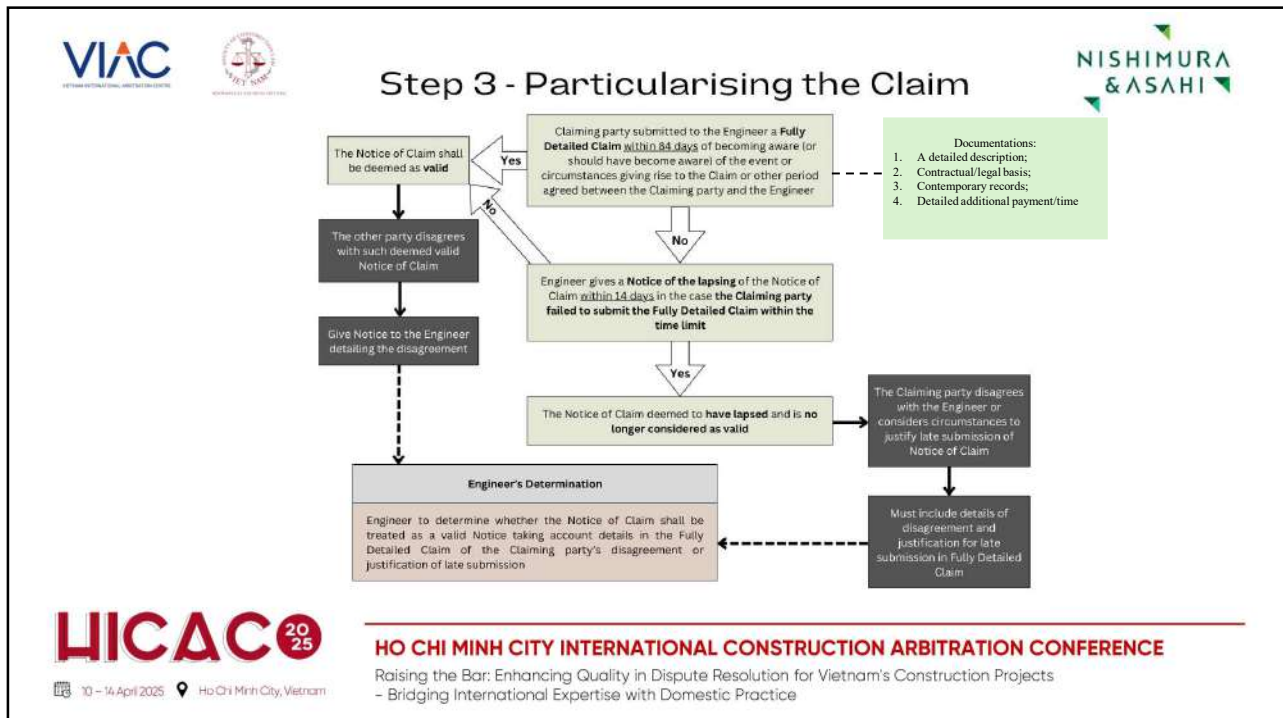 VIAC
VIETNAM INTERNATIONAL ARBITRATION CENTRE
VIET NAM
NISHIMURA
& ASAHI
Step 3 - Particularising the Claim
The Notice of Claim shall
be deemed as valid
Yes
Claiming party submitted to the Engineer a Fully
Detailed Claim within 84 days of becoming aware (or
should have become aware) of the event or
circumstances giving rise to the Claim or other period
agreed between the Claiming party and the Engineer
Documentations:
1. A detailed description;
2. Contractual/legal basis;
3. Contemporary records;
4. Detailed additional payment/time
No
No
The other party disagrees
with such deemed valid
Notice of Claim
Engineer gives a Notice of the lapsing of the Notice of
Claim within 14 days in the case the Claiming party
failed to submit the Fully Detailed Claim within the
time limit
Give Notice to the Engineer
detailing the disagreement
Yes
The Notice of Claim deemed to have lapsed and is no
longer considered as valid
The Claiming party disagrees
with the Engineer or
considers circumstances to
justify late submission of
Notice of Claim
Engineer's Determination
Engineer to determine whether the Notice of Claim shall be
treated as a valid Notice taking account details in the Fully
Detailed Claim of the Claiming party's disagreement or
justification of late submission
Must include details of
disagreement and
justification for late
submission in Fully Detailed
Claim
HICAC 2025
10 – 14 April 2025 Ho Chi Minh City, Vietnam
HO CHI MINH CITY INTERNATIONAL CONSTRUCTION ARBITRATION CONFERENCE
Raising the Bar: Enhancing Quality in Dispute Resolution for Vietnam's Construction Projects
– Bridging International Expertise with Domestic Practice